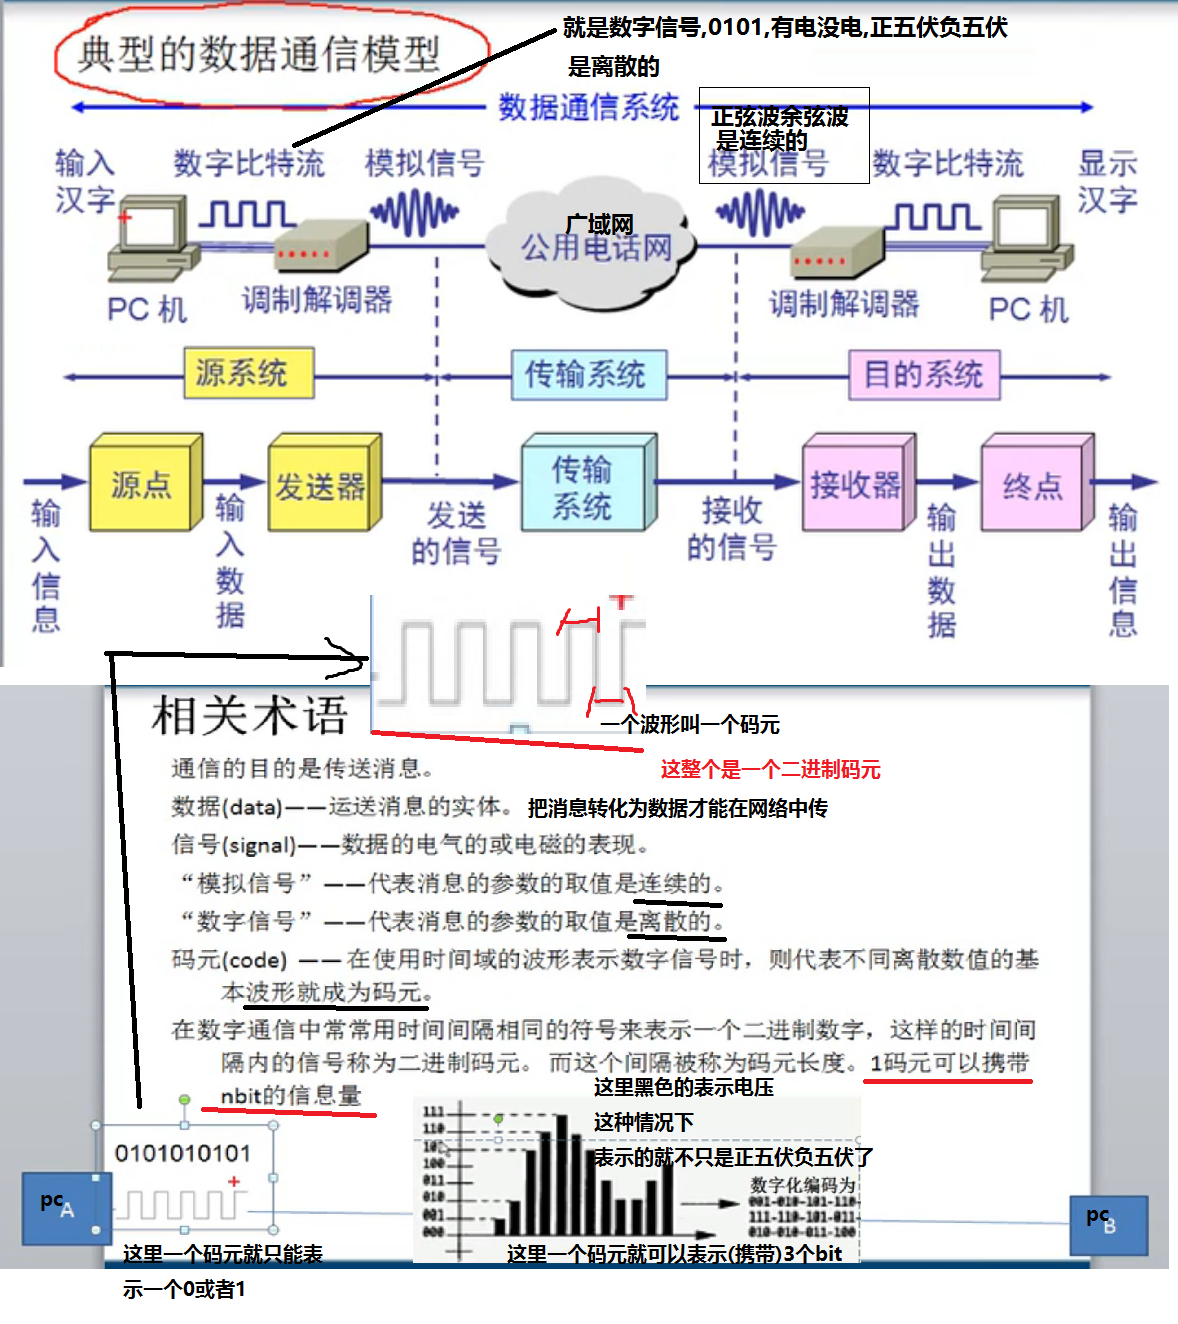 典型的数据通信模型
就是数字信号,0101,有电没电,正五伏负五伏
是离散的
数据通信系统
正弦波余弦波
是连续的
输入
汉字
数字比特流
模拟信号
模拟信号
数字比特流
显示
汉字
广域网
公用电话网
PC 机
调制解调器
调制解调器
PC 机
源系统
传输系统
目的系统
源点
发送器
传输
系统
接收器
终点
输入信息
输入数据
发送
的信号
接收
的信号
输出数据
输出信息
一个波形叫一个码元
这整个是一个二进制码元
相关术语
通信的目的是传送消息。
数据(data)——运送消息的实体。
把消息转化为数据才能在网络中传
信号(signal)——数据的电气的或电磁的表现。
“模拟信号”——代表消息的参数的取值是连续的。
“数字信号”——代表消息的参数的取值是离散的。
码元(code) —— 在使用时间域的波形表示数字信号时，则代表不同离散数值的基
本波形就成为码元。
在数字通信中常常用时间间隔相同的符号来表示一个二进制数字，这样的时间间
隔内的信号称为二进制码元。 而这个间隔被称为码元长度。1码元可以携带
nbit的信息量
这里黑色的表示电压
这种情况下
表示的就不只是正五伏负五伏了
0101010101
111
110
100
011
010
001
000
数字化编码为
001-010-101-110-
111-110-101-011-
010-010-011-100
pc
A
pc
B
这里一个码元就只能表
示一个0或者1
这里一个码元就可以表示(携带)3个bit